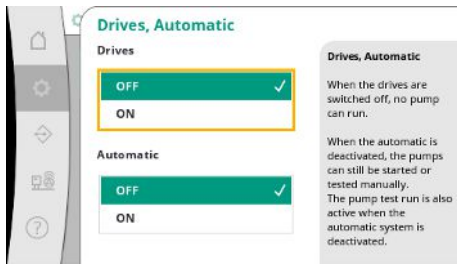 Drives, Automatic
Drives
OFF
ON
Automatic
OFF
ON
Drives, Automatic
When the drives are
switched off, no pump
can run.
When the automatic is
deactivated, the pumps
can still be started or
tested manually.
The pump test run is also
active when the
automatic system is
deactivated.
?